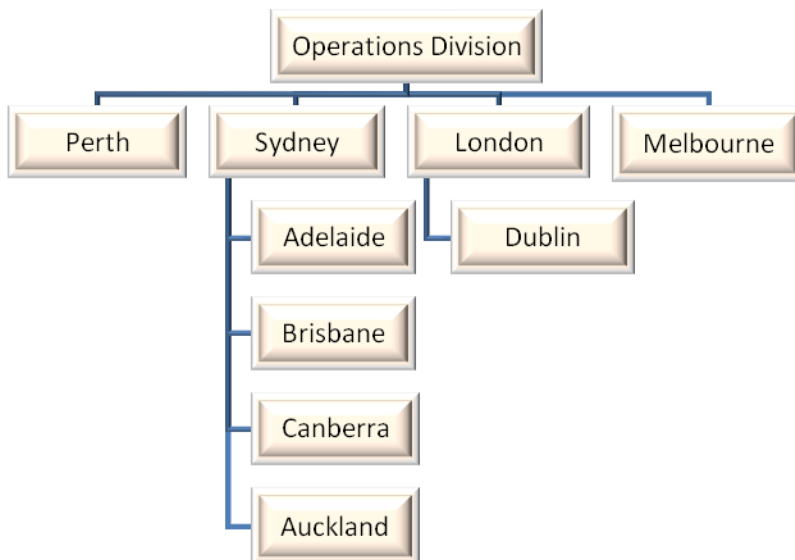 Operations Division
Perth
Sydney
London
Melbourne
Adelaide
Dublin
Brisbane
Canberra
Auckland